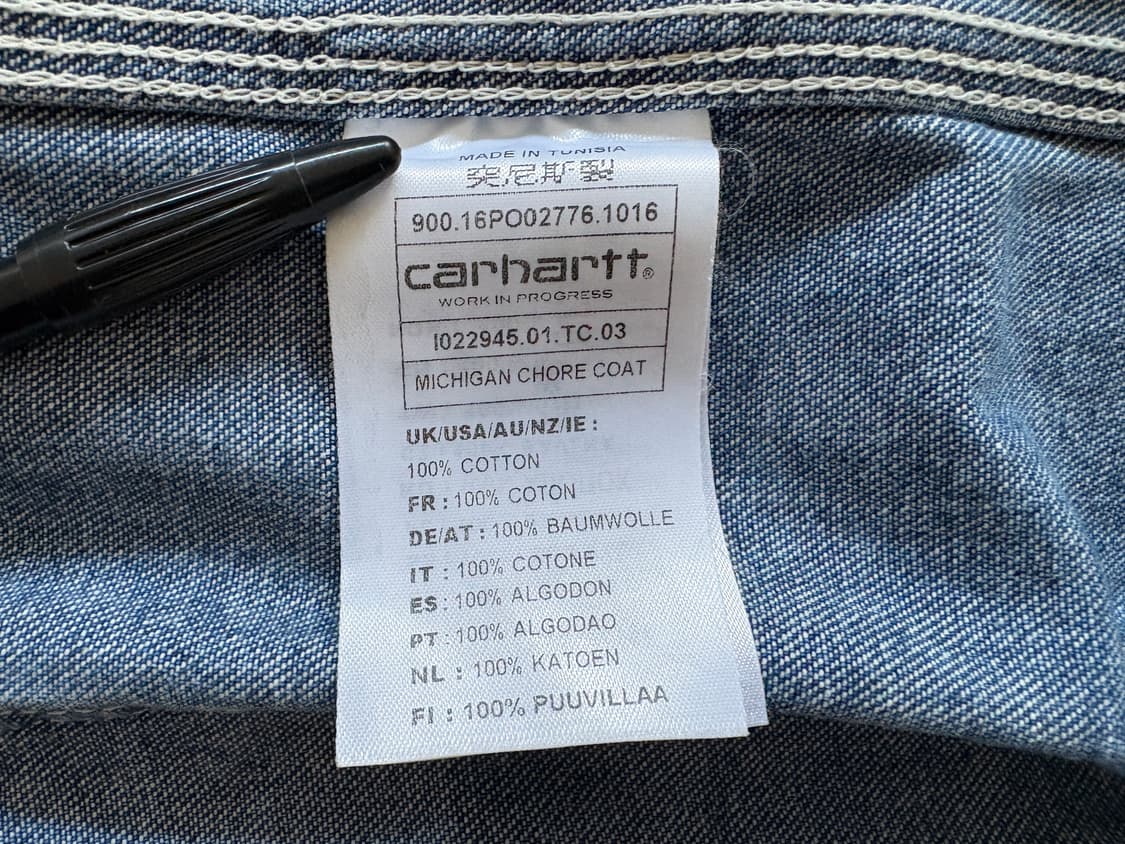 MADE IN TUNISIA
突尼斯 製
900.16PO02776.1016
carhartt®
WORK IN PROGRESS
I022945.01.TC.03
MICHIGAN CHORE COAT
UK/USA/AU/NZ/IE :
100% COTTON
FR : 100% COTON
DE/AT : 100% BAUMWOLLE
IT : 100% COTONE
ES : 100% ALGODON
PT : 100% ALGODAO
NL : 100% KATOEN
FI : 100% PUUVILLAA